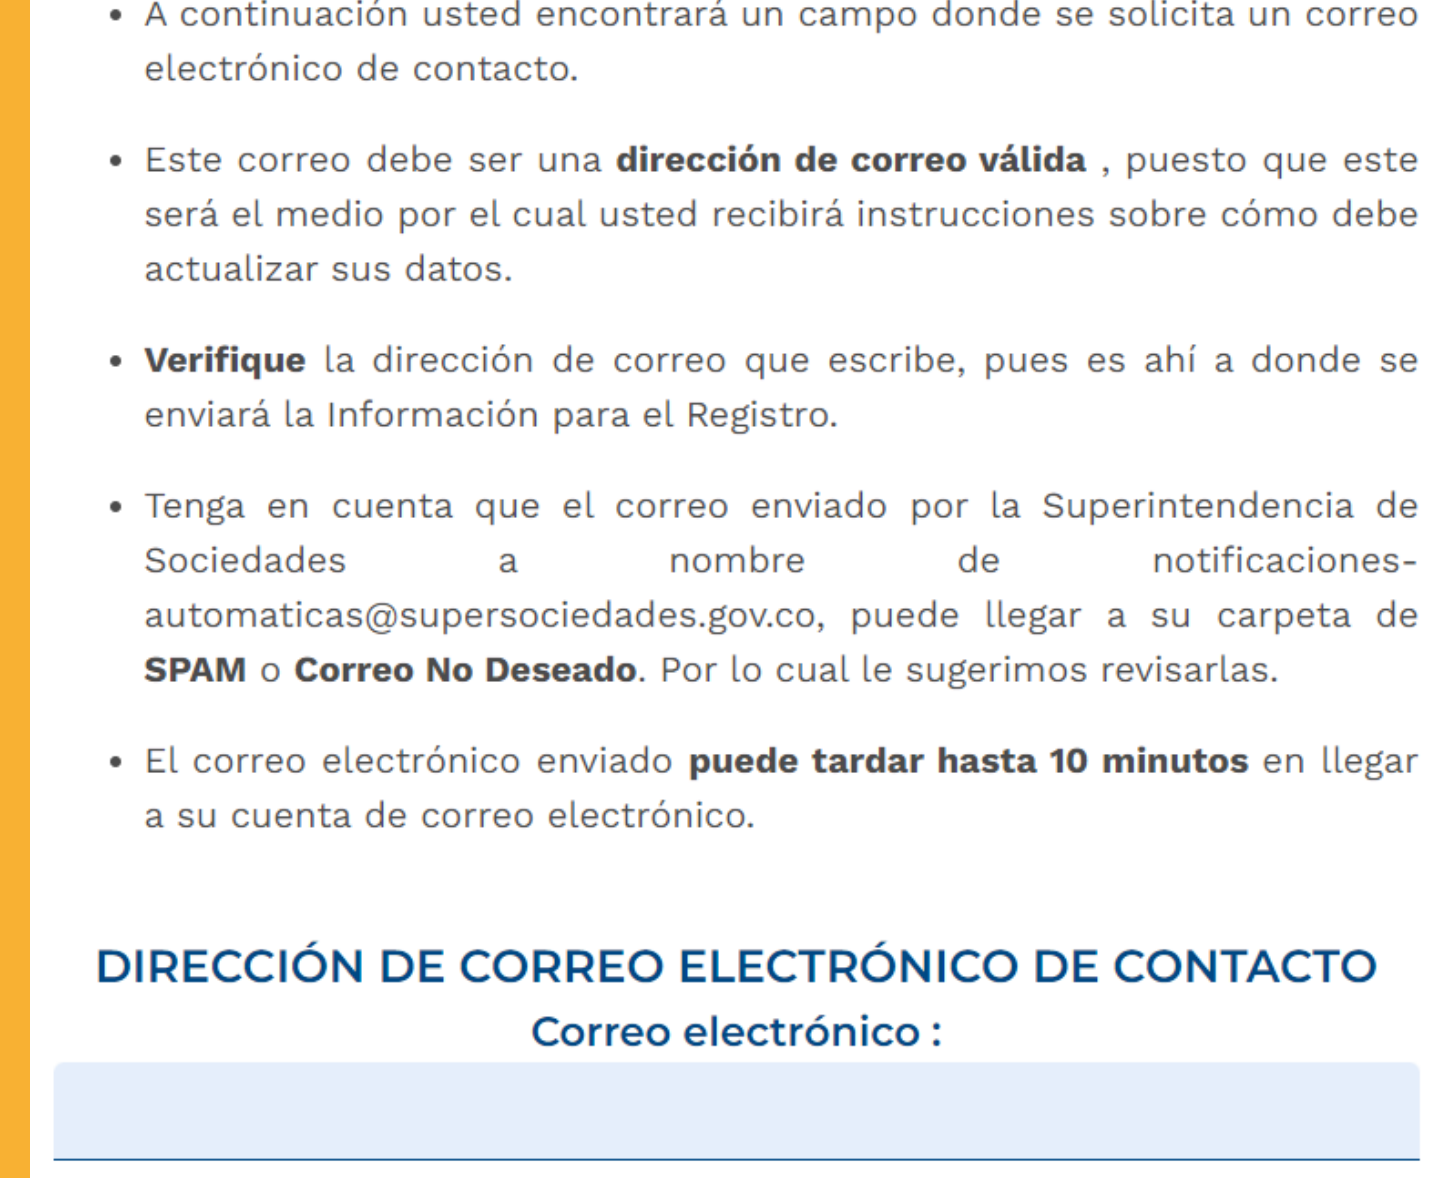 • A continuación usted encontrará un campo donde se solicita un correo
electrónico de contacto.
• Este correo debe ser una dirección de correo válida , puesto que este
será el medio por el cual usted recibirá instrucciones sobre cómo debe
actualizar sus datos.
• Verifique la dirección de correo que escribe, pues es ahí a donde se
enviará la Información para el Registro.
• Tenga en cuenta que el correo enviado por la Superintendencia de
Sociedades a nombre de notificaciones-
automaticas@supersociedades.gov.co, puede llegar a su carpeta de
SPAM o Correo No Deseado. Por lo cual le sugerimos revisarlas.
• El correo electrónico enviado puede tardar hasta 10 minutos en llegar
a su cuenta de correo electrónico.
DIRECCIÓN DE CORREO ELECTRÓNICO DE CONTACTO
Correo electrónico :